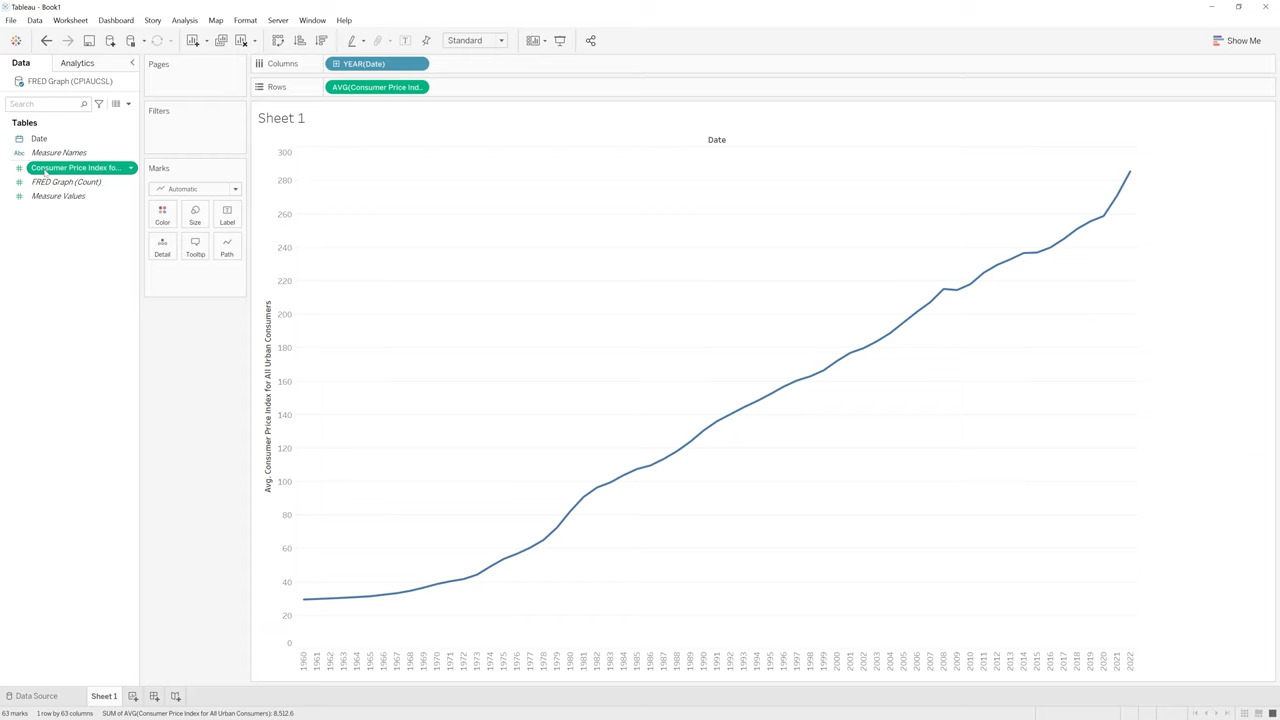 Tableau - Book1
File Data Worksheet Dashboard Story Analysis Map Format Server Window Help
Standard
Show Me
Data Analytics
FRED Graph (CPIAUCSL)
Search
Tables
Date
Abc Measure Names
Consumer Price Index fo...
FRED Graph (Count)
Measure Values
Pages
Filters
Marks
Automatic
Color Size Label
Detail Tooltip Path
Columns YEAR(Date)
Rows AVG(Consumer Price Ind..
Sheet 1
Date
Avg. Consumer Price Index for All Urban Consumers
300
280
260
240
220
200
180
160
140
120
100
80
60
40
20
0
1960 1961 1962 1963 1964 1965 1966 1967 1968 1969 1970 1971 1972 1973 1974 1975 1976 1977 1978 1979 1980 1981 1982 1983 1984 1985 1986 1987 1988 1989 1990 1991 1992 1993 1994 1995 1996 1997 1998 1999 2000 2001 2002 2003 2004 2005 2006 2007 2008 2009 2010 2011 2012 2013 2014 2015 2016 2017 2018 2019 2020 2021 2022
Data Source Sheet 1
63 marks 1 row by 63 columns SUM of AVG(Consumer Price Index for All Urban Consumers): 8,512.6